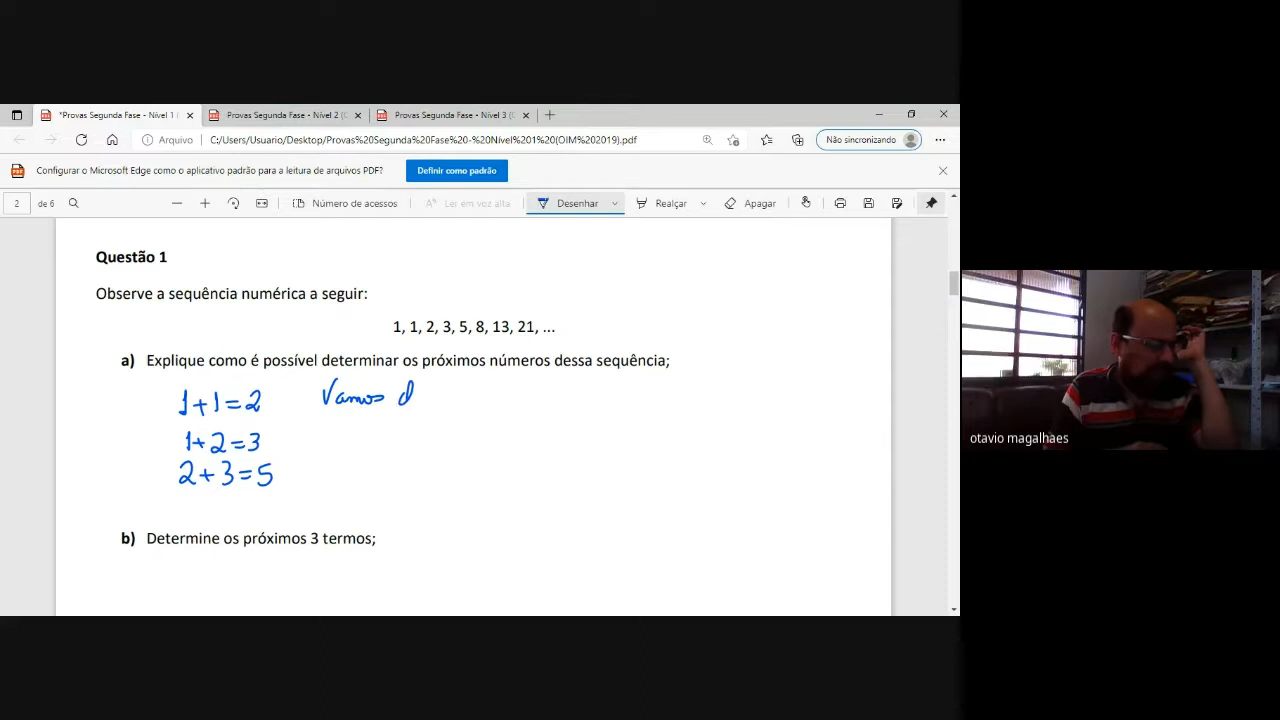 *Provas Segunda Fase - Nível 1
Provas Segunda Fase - Nível 2 (
Provas Segunda Fase - Nível 3 (
Arquivo
C:/Users/Usuario/Desktop/Provas%20Segunda%20Fase%20-%20Nível%201%20(OIM%202019).pdf
Não sincronizando
Configurar o Microsoft Edge como o aplicativo padrão para a leitura de arquivos PDF?
Definir como padrão
2 de 6
Número de acessos
Ler em voz alta
Desenhar
Realçar
Apagar
Questão 1
Observe a sequência numérica a seguir:
1, 1, 2, 3, 5, 8, 13, 21, ...
a) Explique como é possível determinar os próximos números dessa sequência;
1+1=2 Vamos d
1+2=3
2+3=5
b) Determine os próximos 3 termos;
otavio magalhaes